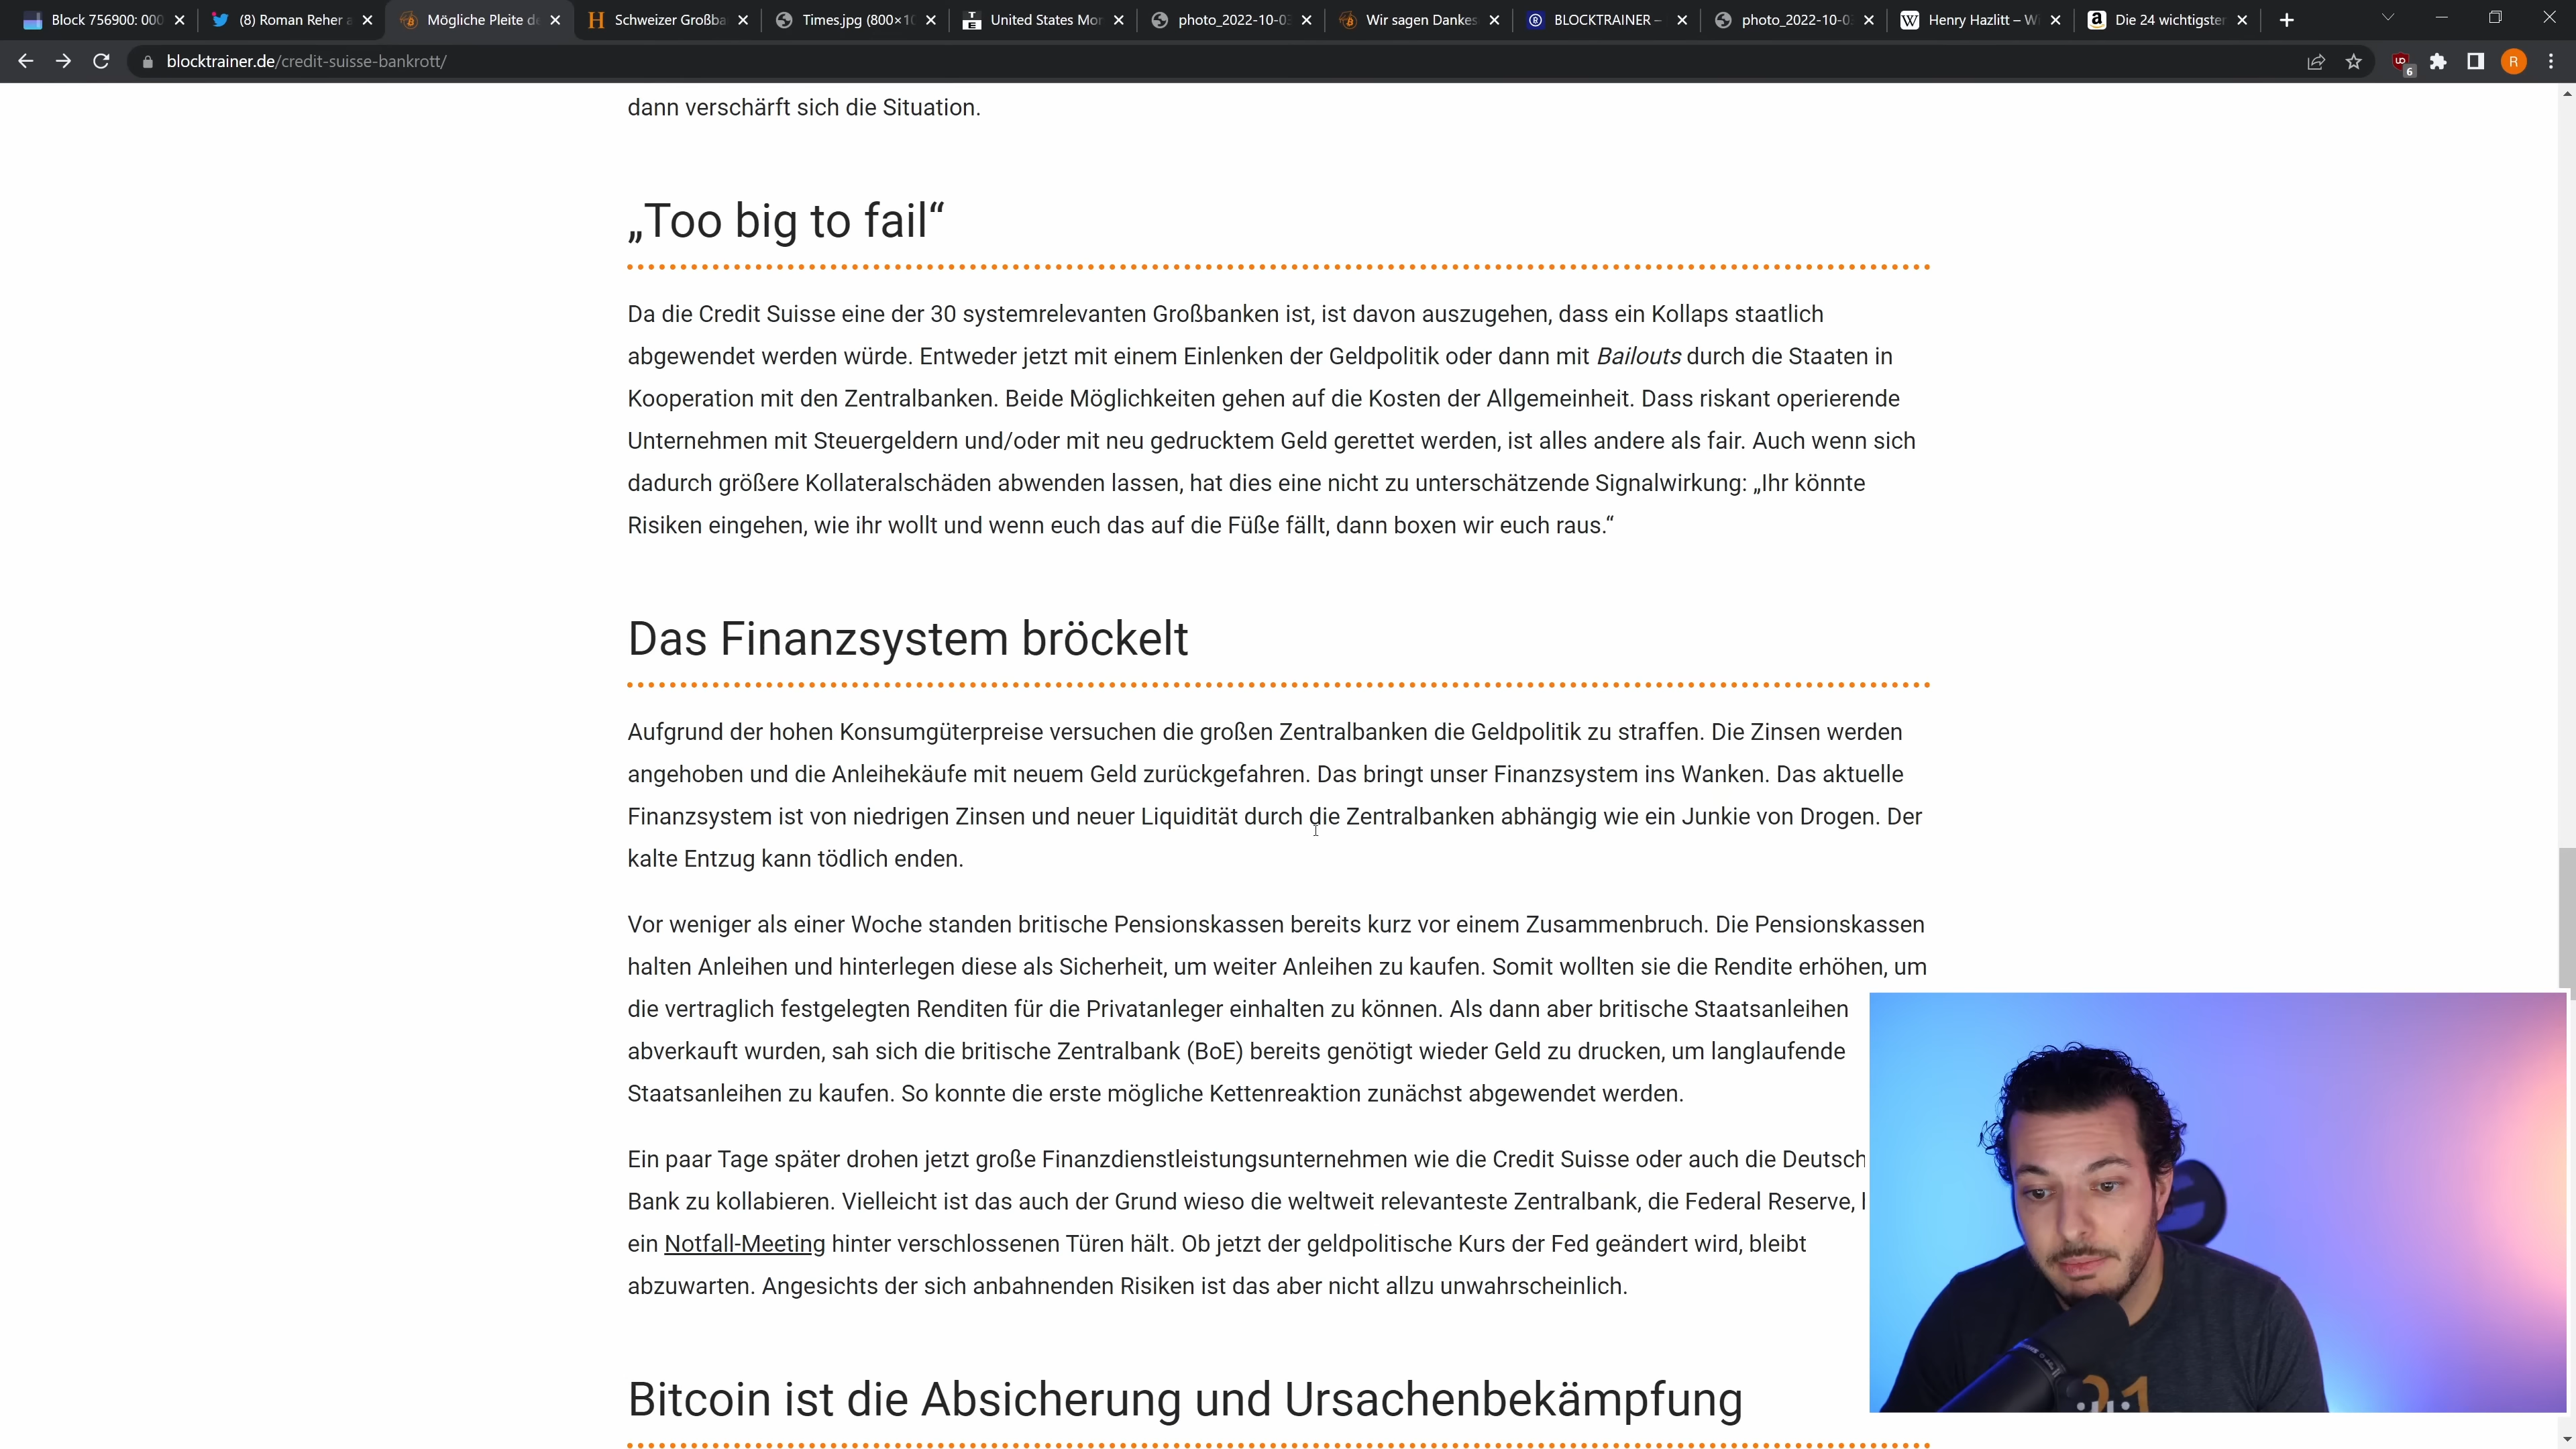 Block 756900: 000
(8) Roman Reher a
Mögliche Pleite de
Schweizer Großba
Times.jpg (800×10
United States Mon
photo_2022-10-03
Wir sagen Dankes
BLOCKTRAINER –
photo_2022-10-03
Henry Hazlitt – Wi
Die 24 wichtigsten
blocktrainer.de/credit-suisse-bankrott/
6
R
dann verschärft sich die Situation.
„Too big to fail“
Da die Credit Suisse eine der 30 systemrelevanten Großbanken ist, ist davon auszugehen, dass ein Kollaps staatlich
abgewendet werden würde. Entweder jetzt mit einem Einlenken der Geldpolitik oder dann mit Bailouts durch die Staaten in
Kooperation mit den Zentralbanken. Beide Möglichkeiten gehen auf die Kosten der Allgemeinheit. Dass riskant operierende
Unternehmen mit Steuergeldern und/oder mit neu gedrucktem Geld gerettet werden, ist alles andere als fair. Auch wenn sich
dadurch größere Kollateralschäden abwenden lassen, hat dies eine nicht zu unterschätzende Signalwirkung: „Ihr könnte
Risiken eingehen, wie ihr wollt und wenn euch das auf die Füße fällt, dann boxen wir euch raus.“
Das Finanzsystem bröckelt
Aufgrund der hohen Konsumgüterpreise versuchen die großen Zentralbanken die Geldpolitik zu straffen. Die Zinsen werden
angehoben und die Anleihekäufe mit neuem Geld zurückgefahren. Das bringt unser Finanzsystem ins Wanken. Das aktuelle
Finanzsystem ist von niedrigen Zinsen und neuer Liquidität durch die Zentralbanken abhängig wie ein Junkie von Drogen. Der
kalte Entzug kann tödlich enden.
Vor weniger als einer Woche standen britische Pensionskassen bereits kurz vor einem Zusammenbruch. Die Pensionskassen
halten Anleihen und hinterlegen diese als Sicherheit, um weiter Anleihen zu kaufen. Somit wollten sie die Rendite erhöhen, um
die vertraglich festgelegten Renditen für die Privatanleger einhalten zu können. Als dann aber britische Staatsanleihen
abverkauft wurden, sah sich die britische Zentralbank (BoE) bereits genötigt wieder Geld zu drucken, um langlaufende
Staatsanleihen zu kaufen. So konnte die erste mögliche Kettenreaktion zunächst abgewendet werden.
Ein paar Tage später drohen jetzt große Finanzdienstleistungsunternehmen wie die Credit Suisse oder auch die Deutsch
Bank zu kollabieren. Vielleicht ist das auch der Grund wieso die weltweit relevanteste Zentralbank, die Federal Reserve,
ein Notfall-Meeting hinter verschlossenen Türen hält. Ob jetzt der geldpolitische Kurs der Fed geändert wird, bleibt
abzuwarten. Angesichts der sich anbahnenden Risiken ist das aber nicht allzu unwahrscheinlich.
Bitcoin ist die Absicherung und Ursachenbekämpfung